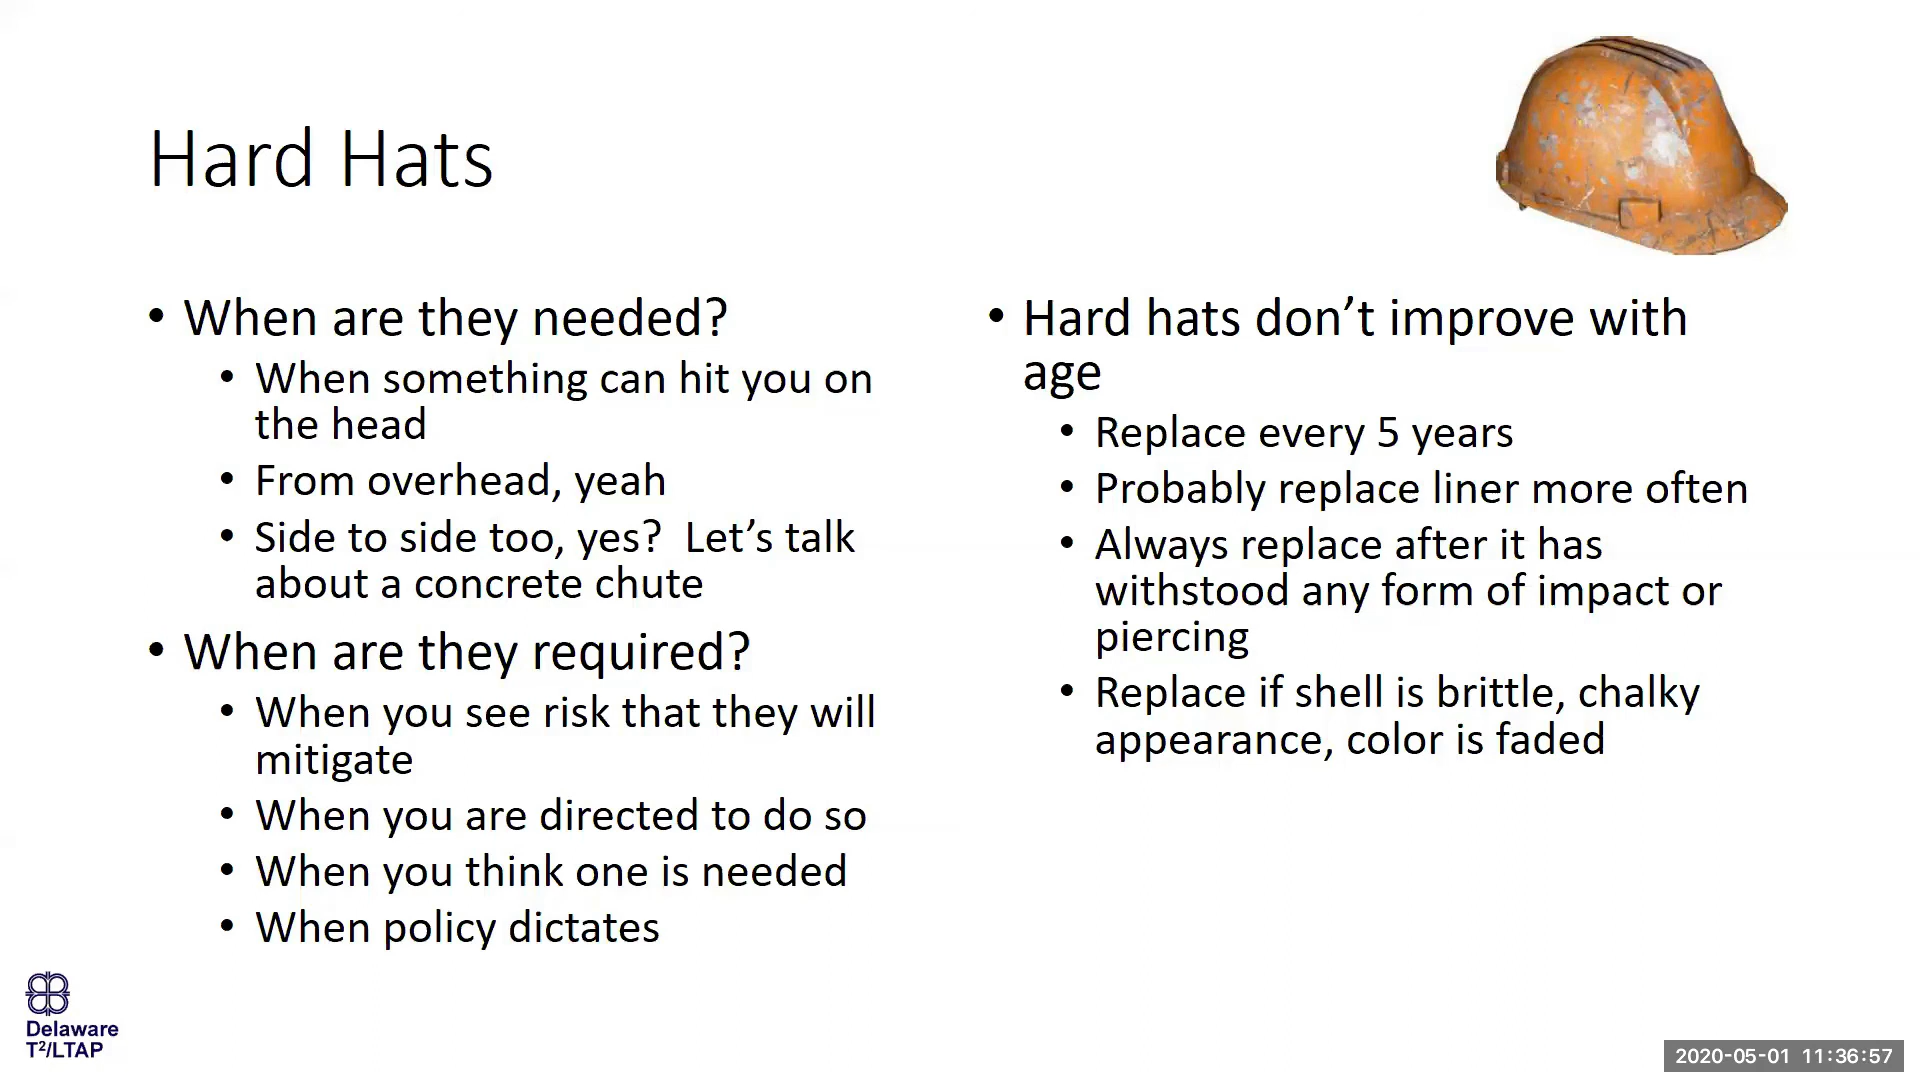 Hard Hats
• When are they needed?
• When something can hit you on
the head
• From overhead, yeah
• Side to side too, yes?  Let’s talk
about a concrete chute
• When are they required?
• When you see risk that they will
mitigate
• When you are directed to do so
• When you think one is needed
• When policy dictates
• Hard hats don’t improve with
age
• Replace every 5 years
• Probably replace liner more often
• Always replace after it has
withstood any form of impact or
piercing
• Replace if shell is brittle, chalky
appearance, color is faded
Delaware
T²/LTAP
2020-05-01 11:36:57